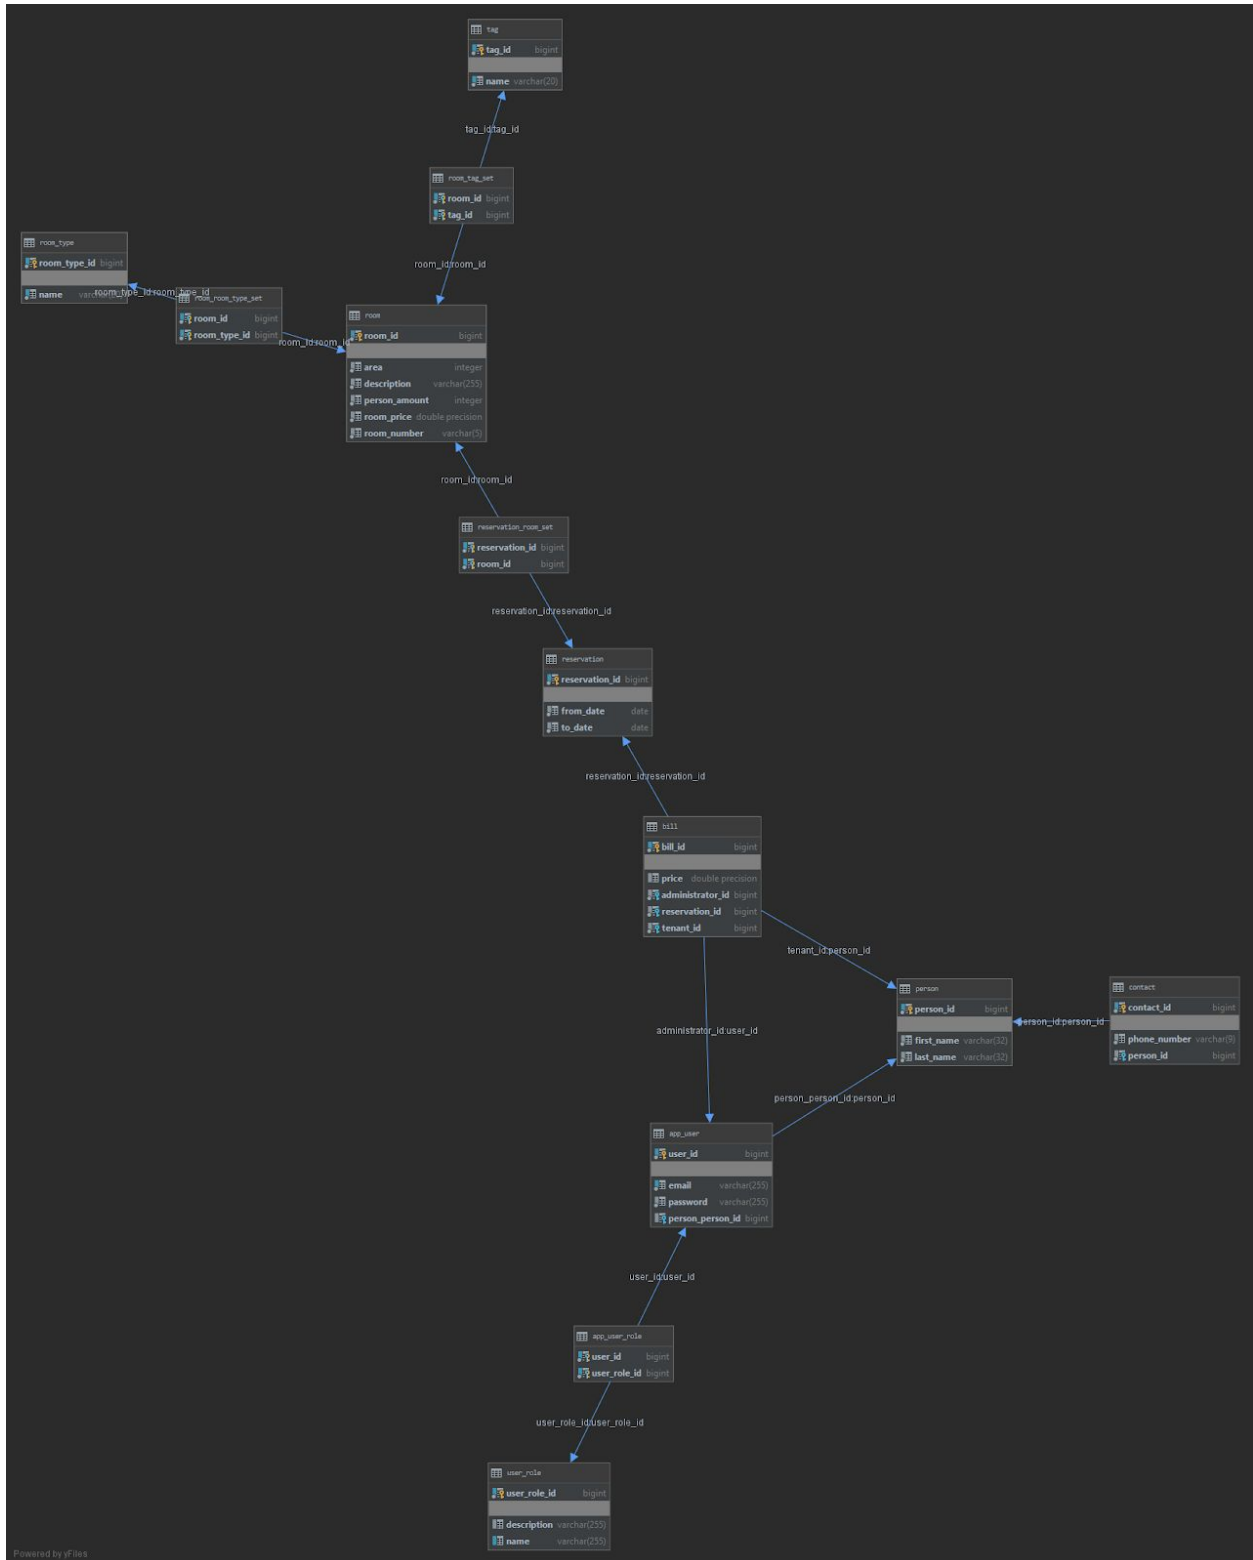 tag
tag_id bigint
name varchar(20)
tag_id:tag_id
room_tag_set
room_id bigint
tag_id bigint
room_id:room_id
room_type
room_type_id bigint
name
room_type_id:room_type_id
room_room_type_set
room_id bigint
room_type_id bigint
room_id:room_id
room
room_id bigint
area integer
description varchar(255)
person_amount integer
room_price double precision
room_number varchar(5)
room_id:room_id
reservation_room_set
reservation_id bigint
room_id bigint
reservation_id:reservation_id
reservation
reservation_id bigint
from_date date
to_date date
reservation_id:reservation_id
bill
bill_id bigint
price double precision
administrator_id bigint
reservation_id bigint
tenant_id bigint
tenant_id:person_id
person
person_id bigint
first_name varchar(32)
last_name varchar(32)
person_id:person_id
contact
contact_id bigint
phone_number varchar(9)
person_id bigint
administrator_id:user_id
person_person_id:person_id
app_user
user_id bigint
email varchar(255)
password varchar(255)
person_person_id bigint
user_id:user_id
app_user_role
user_id bigint
user_role_id bigint
user_role_id:user_role_id
user_role
user_role_id bigint
description varchar(255)
name varchar(255)
Powered by yFiles